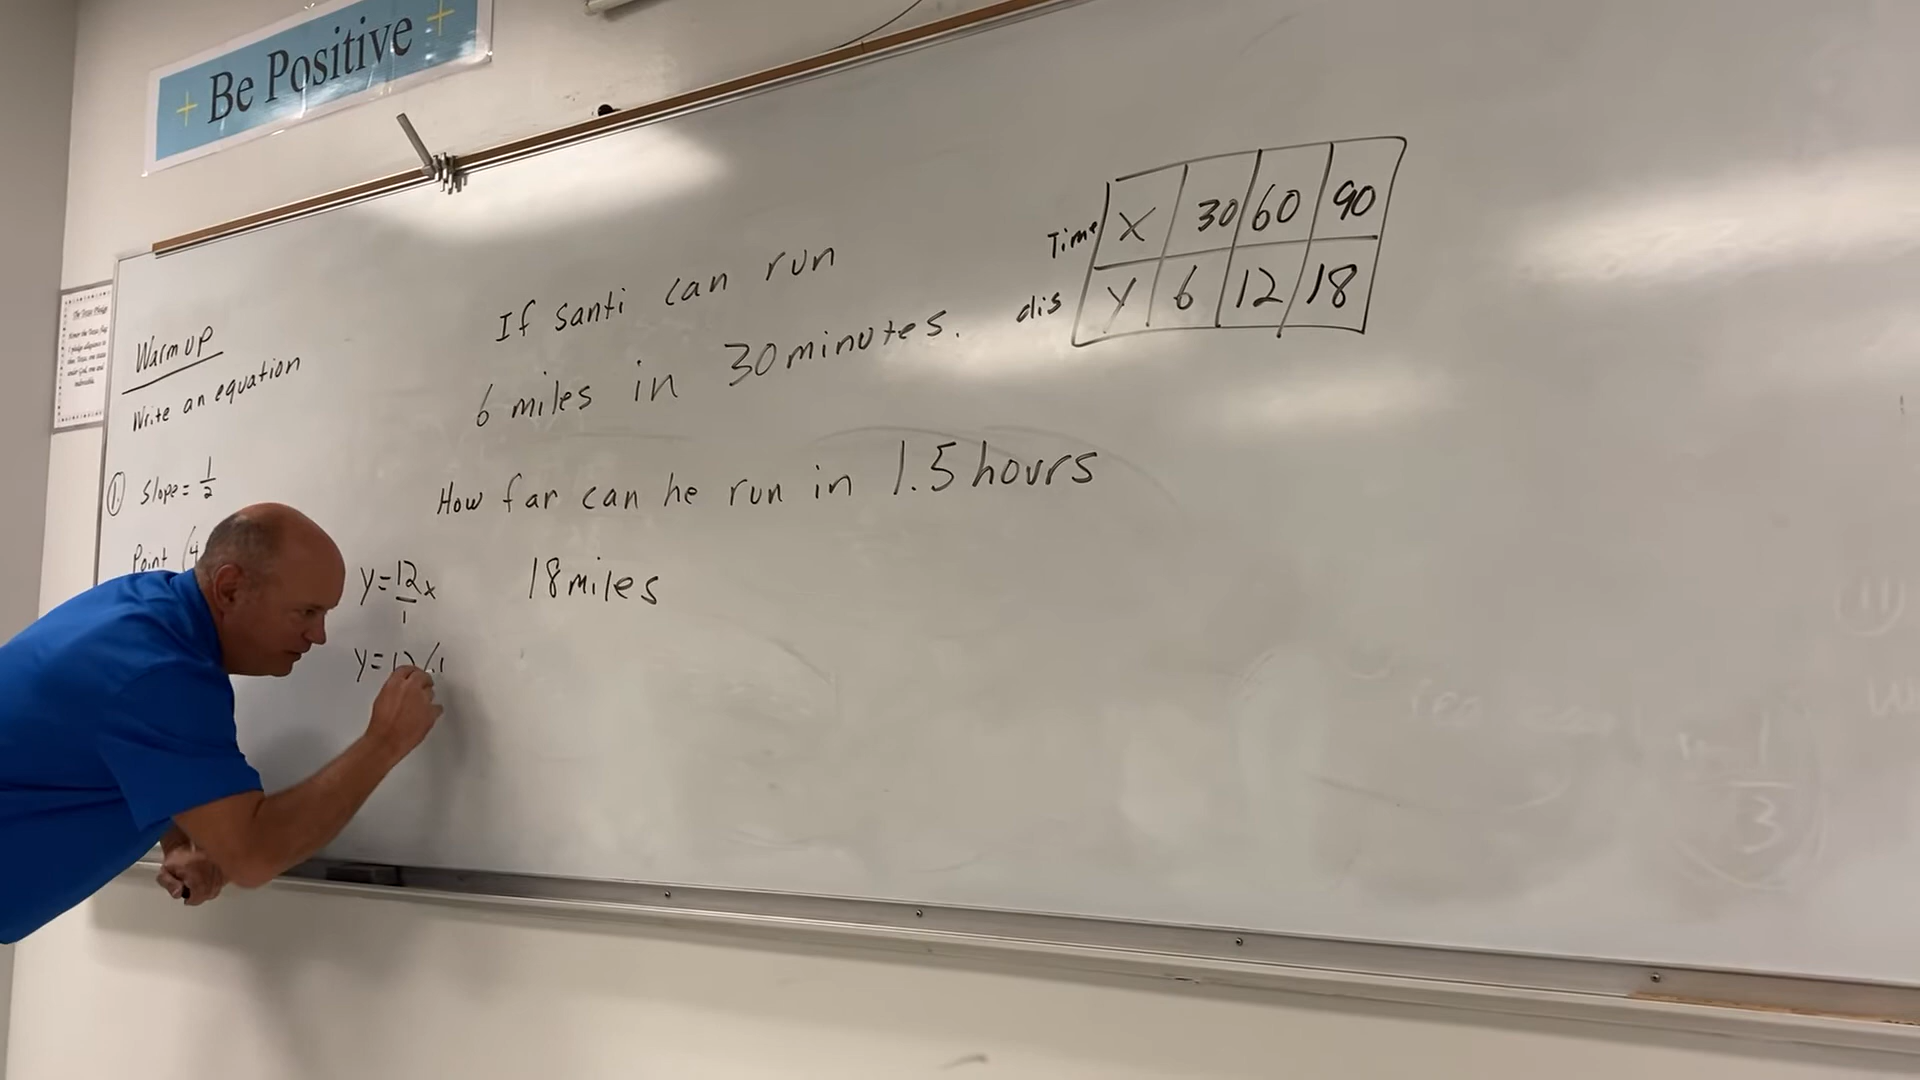 + Be Positive +
Warm up
Write an equation
1. Slope = 1/2
Point (4
If Santi can run
6 miles in 30 minutes.
How far can he run in 1.5 hours
y = 12/1 x
18 miles
y =
Time X 30 60 90
dis Y 6 12 18